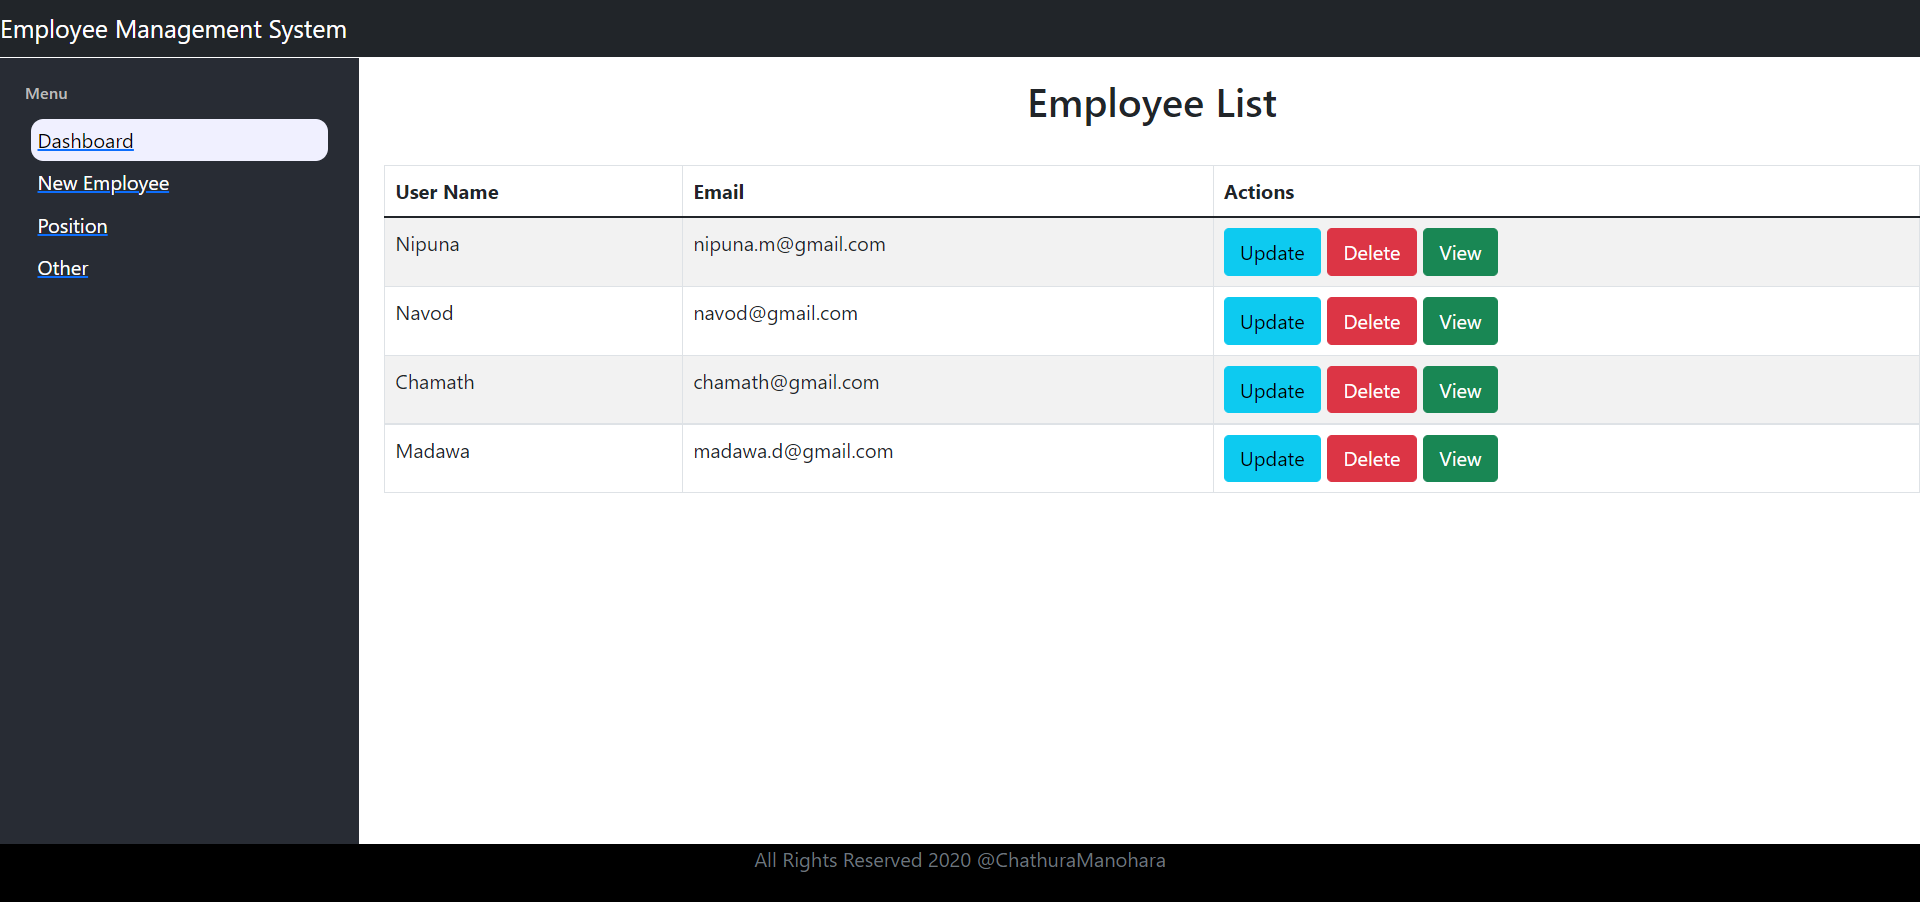 Employee Management System
Menu
Dashboard
New Employee
Position
Other
Employee List
User Name Email Actions
Nipuna nipuna.m@gmail.com Update Delete View
Navod navod@gmail.com Update Delete View
Chamath chamath@gmail.com Update Delete View
Madawa madawa.d@gmail.com Update Delete View
All Rights Reserved 2020 @ChathuraManohara